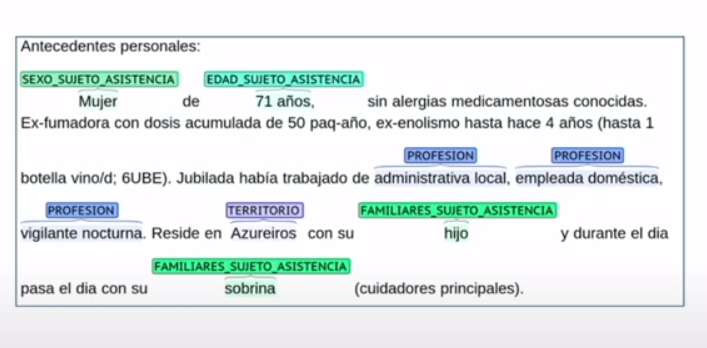 Antecedentes personales:
SEXO_SUJETO_ASISTENCIA EDAD_SUJETO_ASISTENCIA
Mujer de 71 años, sin alergias medicamentosas conocidas.
Ex-fumadora con dosis acumulada de 50 paq-año, ex-enolismo hasta hace 4 años (hasta 1
PROFESION PROFESION
botella vino/d; 6UBE). Jubilada había trabajado de administrativa local, empleada doméstica,
PROFESION TERRITORIO FAMILIARES_SUJETO_ASISTENCIA
vigilante nocturna. Reside en Azureiros con su hijo y durante el dia
FAMILIARES_SUJETO_ASISTENCIA
pasa el dia con su sobrina (cuidadores principales).